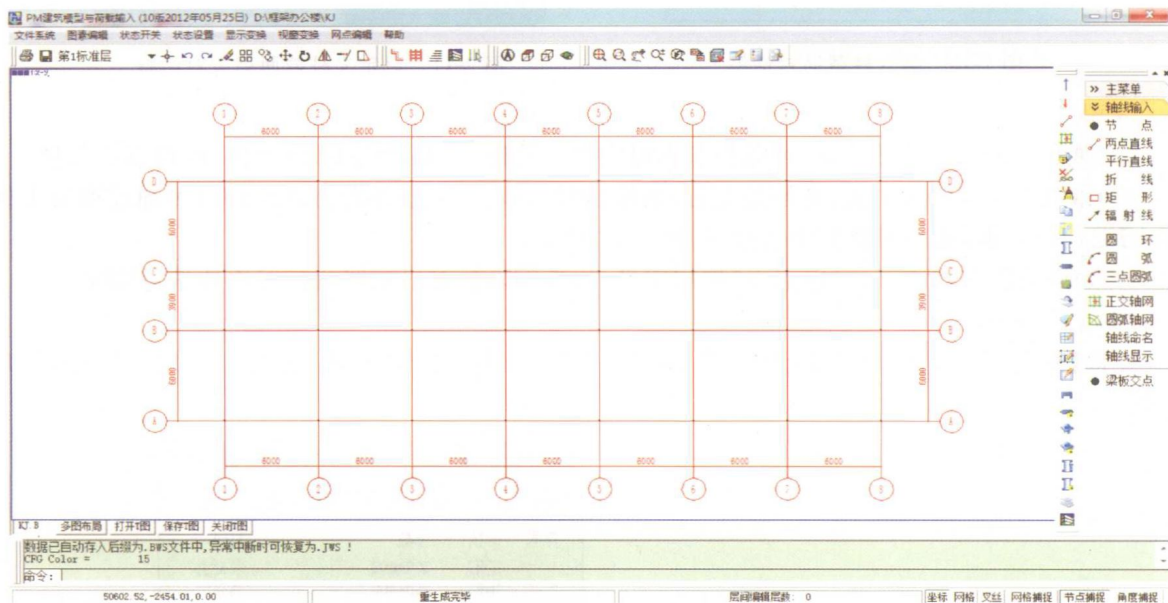 PM建筑模型与荷载输入 (10版2012年05月25日) D:\框架办公楼\KJ
文件系统 图素编辑 状态开关 状态设置 显示变换 视窗变换 网点编辑 帮助
第1标准层
1 2 3 4 5 6 7 8
6000 6000 6000 6000 6000 6000 6000
D D
6000 6000
C C
3900 3900
B B
6000 6000
A A
6000 6000 6000 6000 6000 6000 6000
1 2 3 4 5 6 7 8
主菜单
轴线输入
节 点
两点直线
平行直线
折 线
矩 形
辐 射 线
圆 环
圆 弧
三点圆弧
正交轴网
圆弧轴网
轴线命名
轴线显示
梁板交点
KJ.B 多图布局 打开T图 保存T图 关闭T图
数据已自动存入后缀为.BWS文件中,异常中断时可恢复为.JWS !
CFG Color = 15
命令:
50602.52,-2454.01,0.00 重生成完毕 层间编辑层数: 0 坐标 网格 叉丝 网格捕捉 节点捕捉 角度捕捉